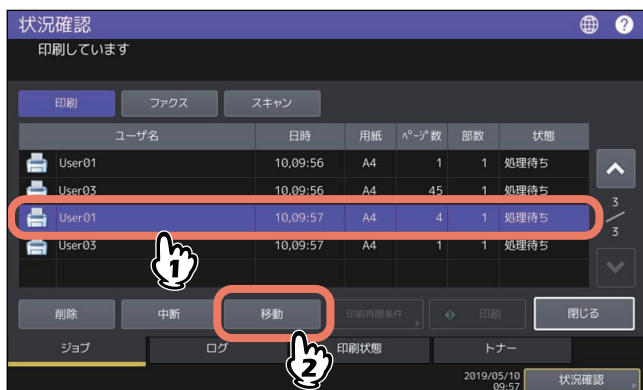 状況確認
?
印刷しています
印刷 ファクス スキャン
ユーザ名 日時 用紙 ページ数 部数 状態
User01 10,09:56 A4 1 1 処理待ち
User03 10,09:56 A4 45 1 処理待ち
User01 10,09:57 A4 4 1 処理待ち
User03 10,09:57 A4 1 1 処理待ち
3/3
1
削除 中断 移動 印刷再開条件 印刷 閉じる
2
ジョブ ログ 印刷状態 トナー
2019/05/10
09:57 状況確認